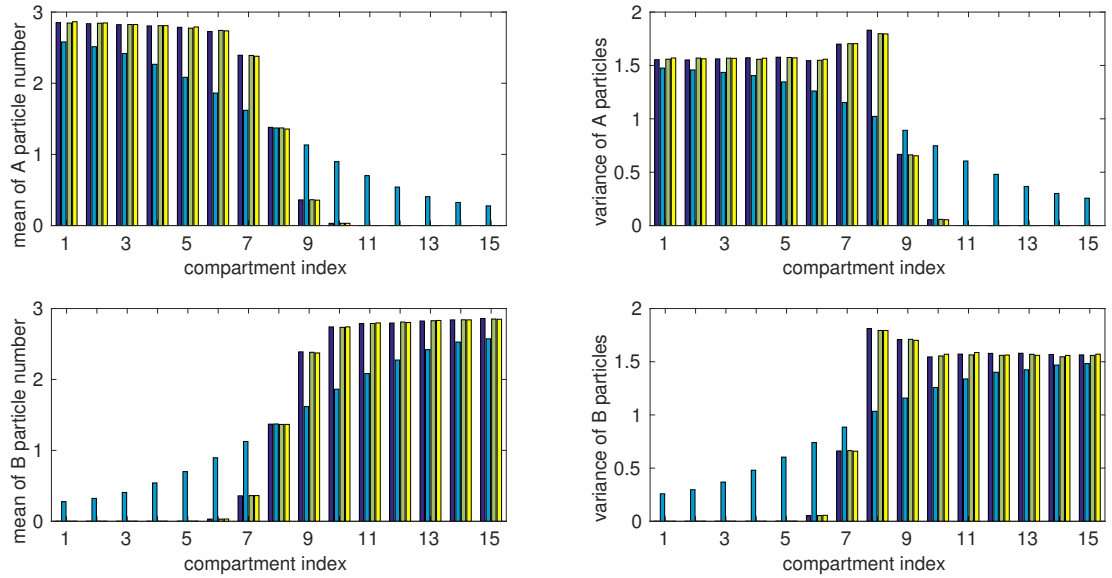 mean of A particle number
3
2
1
0
1 3 5 7 9 11 13 15
compartment index
variance of A particles
2
1.5
1
0.5
0
1 3 5 7 9 11 13 15
compartment index
mean of B particle number
3
2
1
0
1 3 5 7 9 11 13 15
compartment index
variance of B particles
2
1.5
1
0.5
0
1 3 5 7 9 11 13 15
compartment index